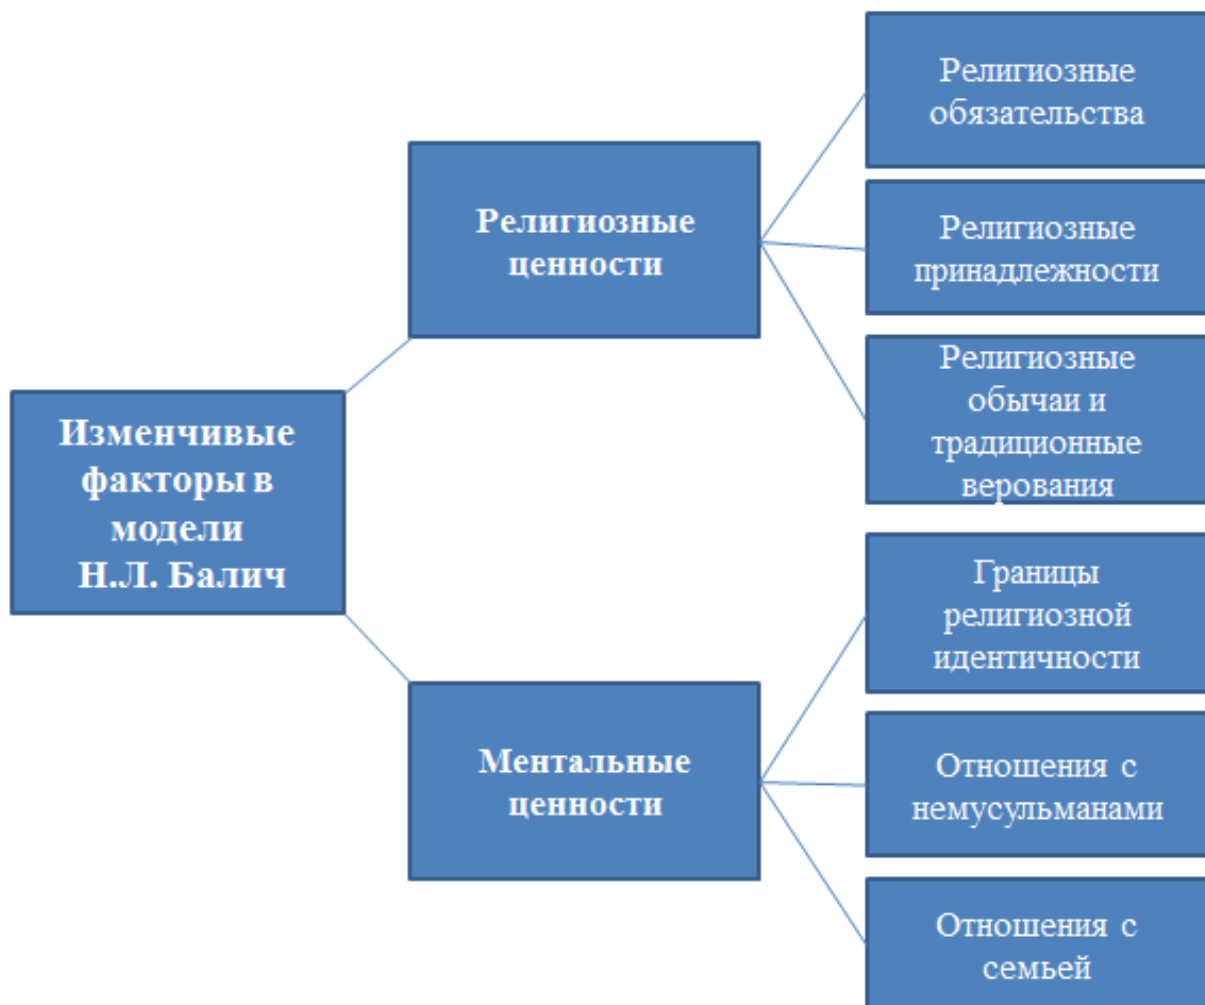 Изменчивые
факторы в
модели
Н.Л. Балич
Религиозные
ценности
Религиозные
обязательства
Религиозные
принадлежности
Религиозные
обычаи и
традиционные
верования
Ментальные
ценности
Границы
религиозной
идентичности
Отношения с
немусульманами
Отношения с
семьей